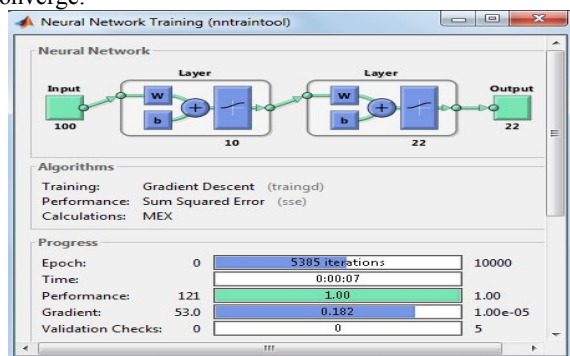 converge.
Neural Network Training (nntraintool)
Neural Network
Layer Layer
Input Output
W W
+ +
b b
100 10 22 22
Algorithms
Training: Gradient Descent (traingd)
Performance: Sum Squared Error (sse)
Calculations: MEX
Progress
Epoch: 0 5385 iterations 10000
Time: 0:00:07
Performance: 121 1.00 1.00
Gradient: 53.0 0.182 1.00e-05
Validation Checks: 0 0 5